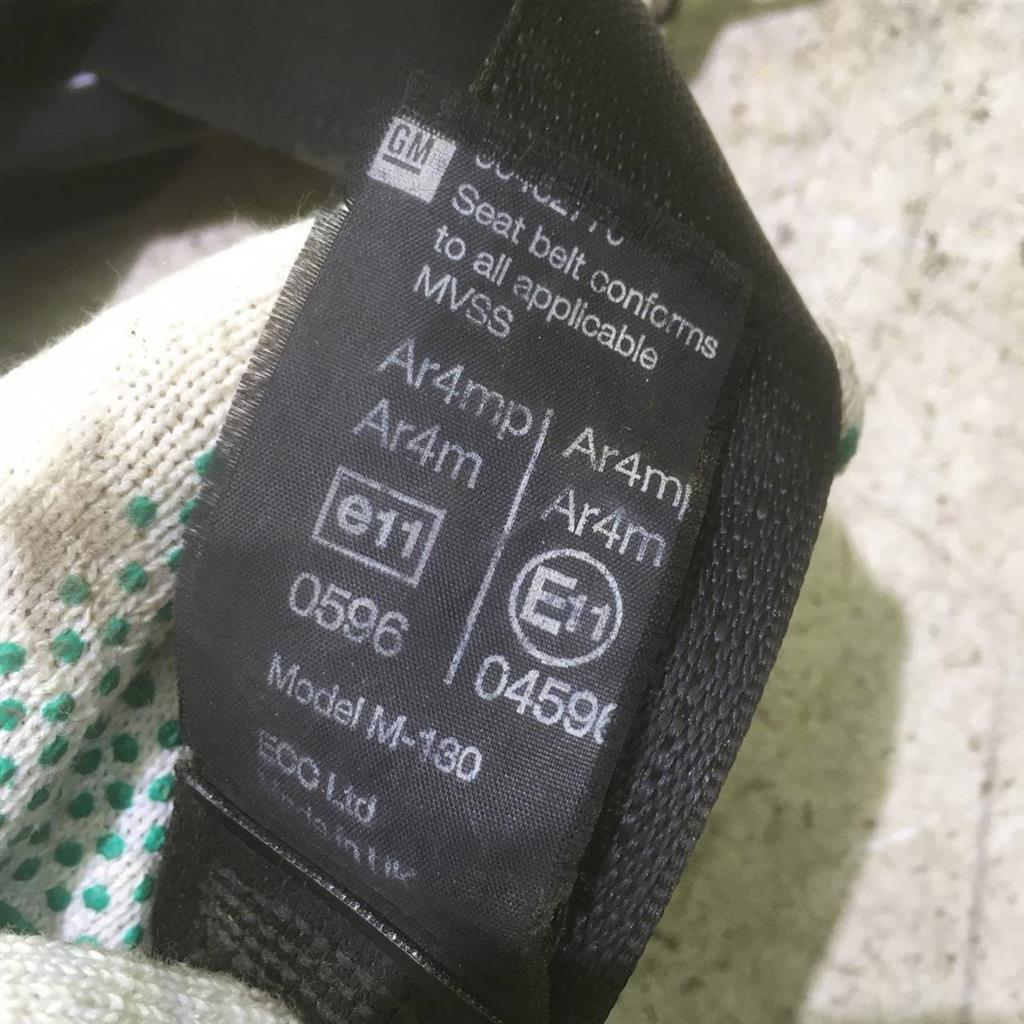 GM
Seat belt conforms
to all applicable
MVSS
Ar4mp
Ar4m
e11
0596
Ar4m
Ar4m
E11
0459
Model M-130
ECC Ltd